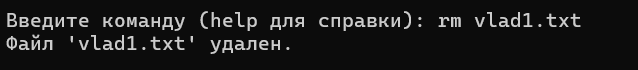 Введите команду (help для справки): rm vlad1.txt
Файл 'vlad1.txt' удален.